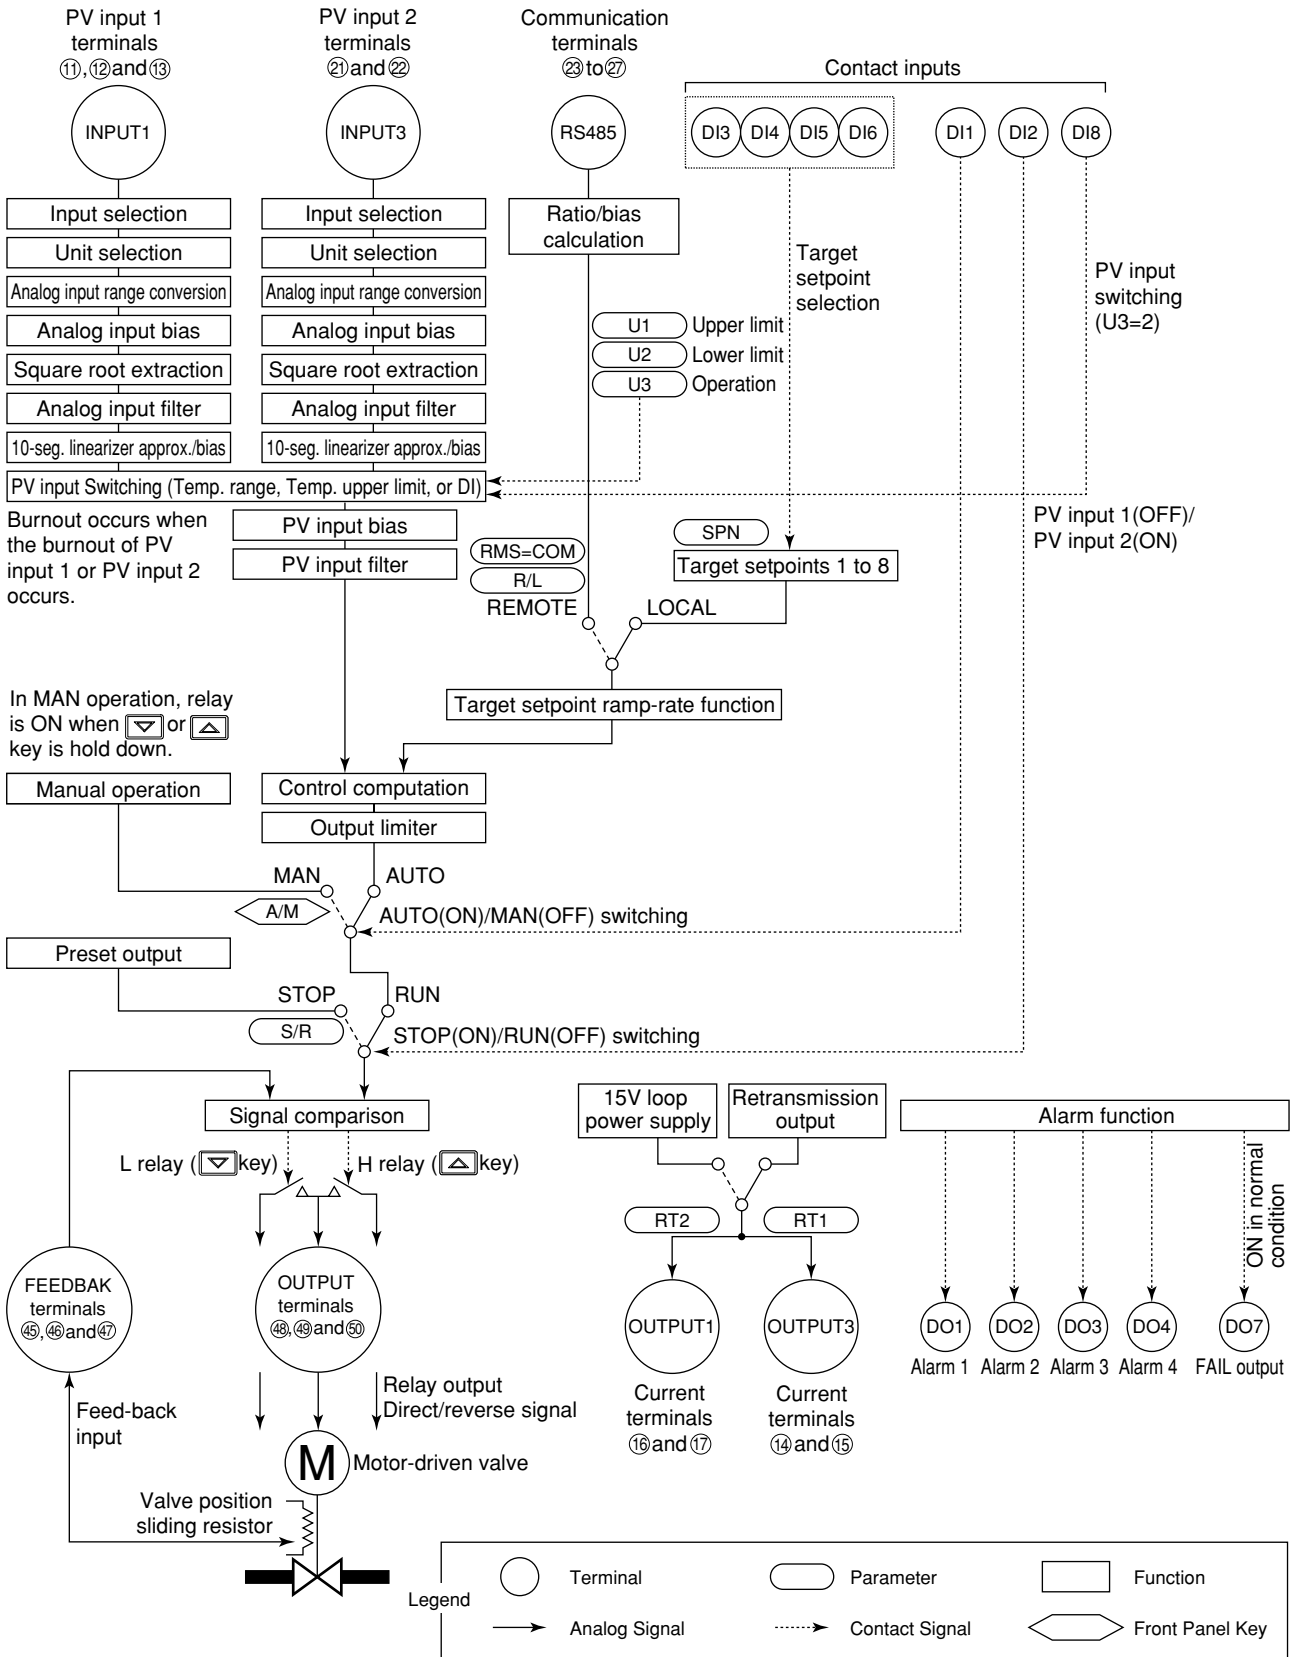 PV input 1
terminals
⑪,⑫and⑬
PV input 2
terminals
㉑and㉒
Communication
terminals
㉓to㉗
Contact inputs
INPUT1
INPUT3
RS485
DI3
DI4
DI5
DI6
DI1
DI2
DI8
Input selection
Unit selection
Analog input range conversion
Analog input bias
Square root extraction
Analog input filter
10-seg. linearizer approx./bias
Input selection
Unit selection
Analog input range conversion
Analog input bias
Square root extraction
Analog input filter
10-seg. linearizer approx./bias
Ratio/bias
calculation
Target
setpoint
selection
PV input
switching
(U3=2)
U1
Upper limit
U2
Lower limit
U3
Operation
PV input Switching (Temp. range, Temp. upper limit, or DI)
Burnout occurs when
the burnout of PV
input 1 or PV input 2
occurs.
PV input bias
PV input filter
RMS=COM
R/L
REMOTE
LOCAL
SPN
Target setpoints 1 to 8
PV input 1(OFF)/
PV input 2(ON)
In MAN operation, relay
is ON when ▽ or △
key is hold down.
Target setpoint ramp-rate function
Manual operation
Control computation
Output limiter
MAN
AUTO
A/M
AUTO(ON)/MAN(OFF) switching
Preset output
STOP
RUN
S/R
STOP(ON)/RUN(OFF) switching
Signal comparison
L relay (▽key)
H relay (△key)
15V loop
power supply
Retransmission
output
Alarm function
RT2
RT1
ON in normal
condition
FEEDBAK
terminals
㊺,㊻and㊼
OUTPUT
terminals
㊽,㊾and㊿
OUTPUT1
OUTPUT3
DO1
DO2
DO3
DO4
DO7
Alarm 1
Alarm 2
Alarm 3
Alarm 4
FAIL output
Current
terminals
⑯and⑰
Current
terminals
⑭and⑮
Feed-back
input
Relay output
Direct/reverse signal
M
Motor-driven valve
Valve position
sliding resistor
Legend
Terminal
Parameter
Function
Analog Signal
Contact Signal
Front Panel Key